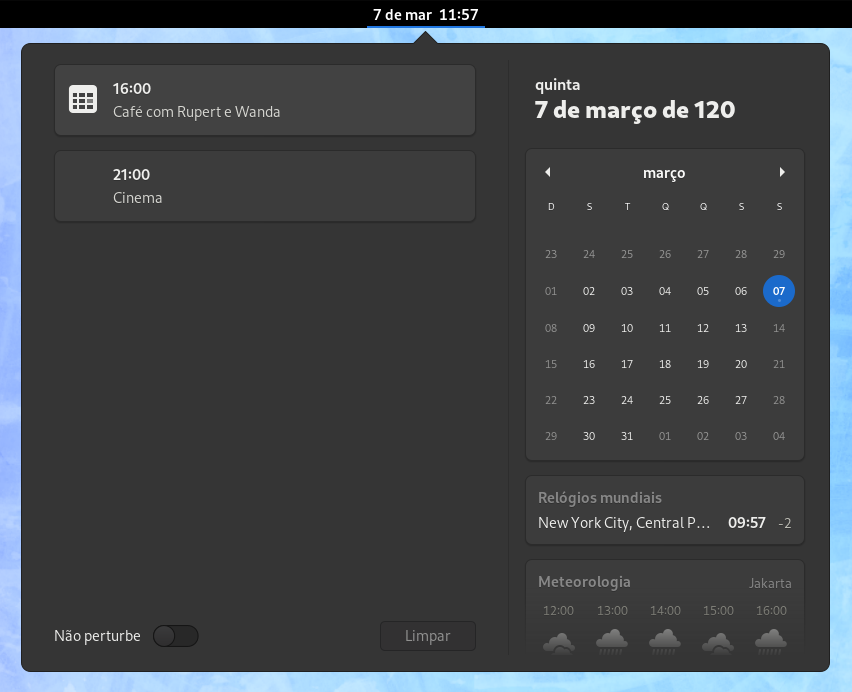 7 de mar 11:57
16:00
Café com Rupert e Wanda
21:00
Cinema
Não perturbe
Limpar
quinta
7 de março de 120
março
D S T Q Q S S
23 24 25 26 27 28 29
01 02 03 04 05 06 07
08 09 10 11 12 13 14
15 16 17 18 19 20 21
22 23 24 25 26 27 28
29 30 31 01 02 03 04
Relógios mundiais
New York City, Central P… 09:57 -2
Meteorologia Jakarta
12:00 13:00 14:00 15:00 16:00